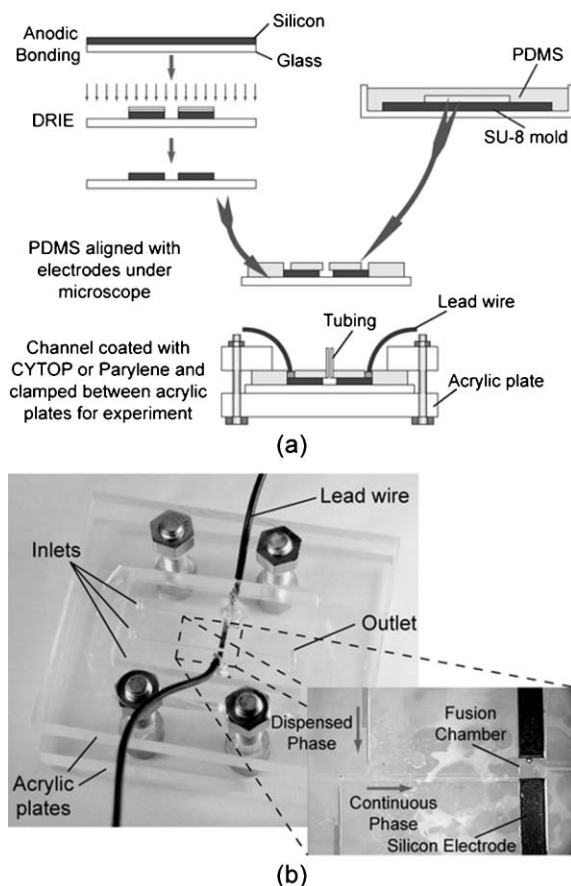 Anodic
Bonding
Silicon
Glass
DRIE
PDMS
SU-8 mold
PDMS aligned with
electrodes under
microscope
Channel coated with
CYTOP or Parylene and
clamped between acrylic
plates for experiment
Tubing
Lead wire
Acrylic plate
(a)
Lead wire
Inlets
Outlet
Acrylic
plates
Dispensed
Phase
Fusion
Chamber
Continuous
Phase
Silicon Electrode
(b)